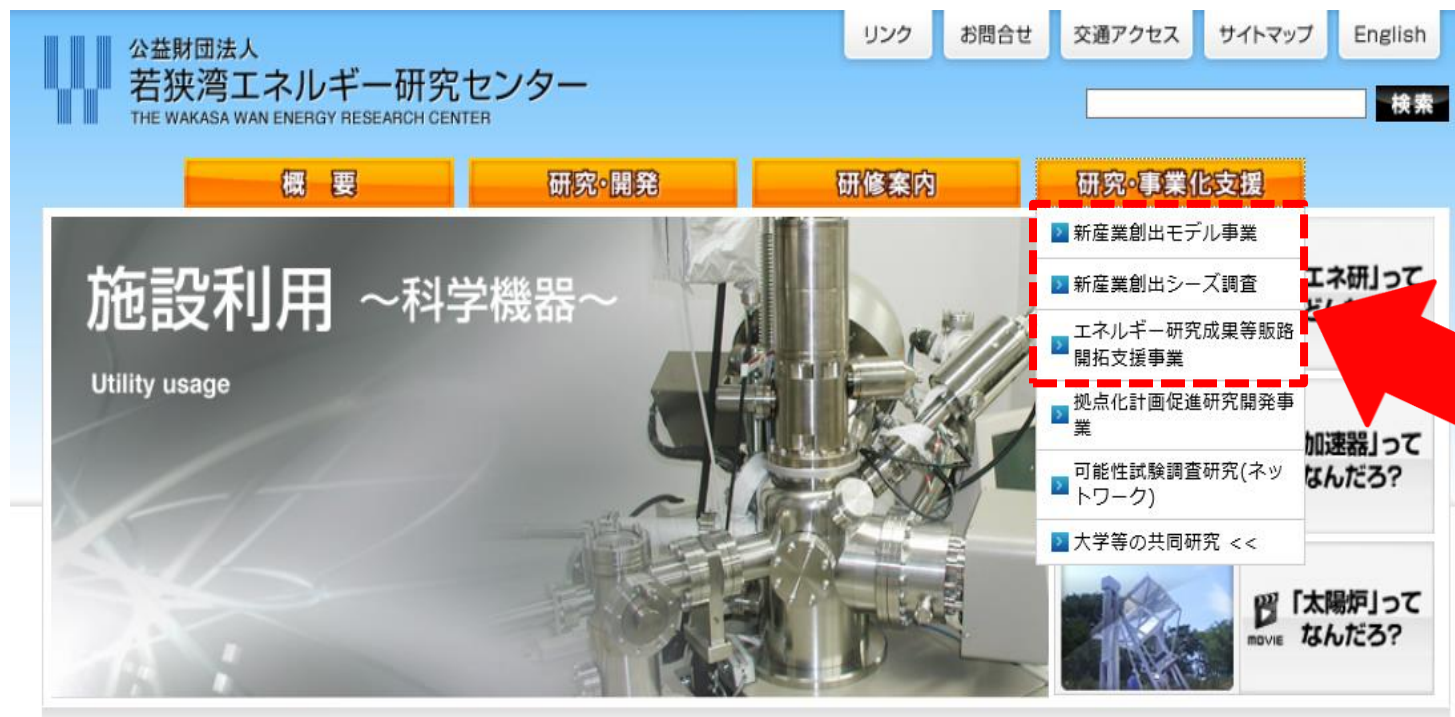 リンク
お問合せ
交通アクセス
サイトマップ
English
公益財団法人
若狭湾エネルギー研究センター
THE WAKASA WAN ENERGY RESEARCH CENTER
検索
概 要
研究・開発
研修案内
研究・事業化支援
施設利用 ～科学機器～
Utility usage
新産業創出モデル事業
新産業創出シーズ調査
エネルギー研究成果等販路
開拓支援事業
拠点化計画促進研究開発事
業
可能性試験調査研究(ネッ
トワーク)
大学等の共同研究 <<
エネ研」って
加速器」って
なんだろ?
MOVIE
「太陽炉」って
なんだろ?